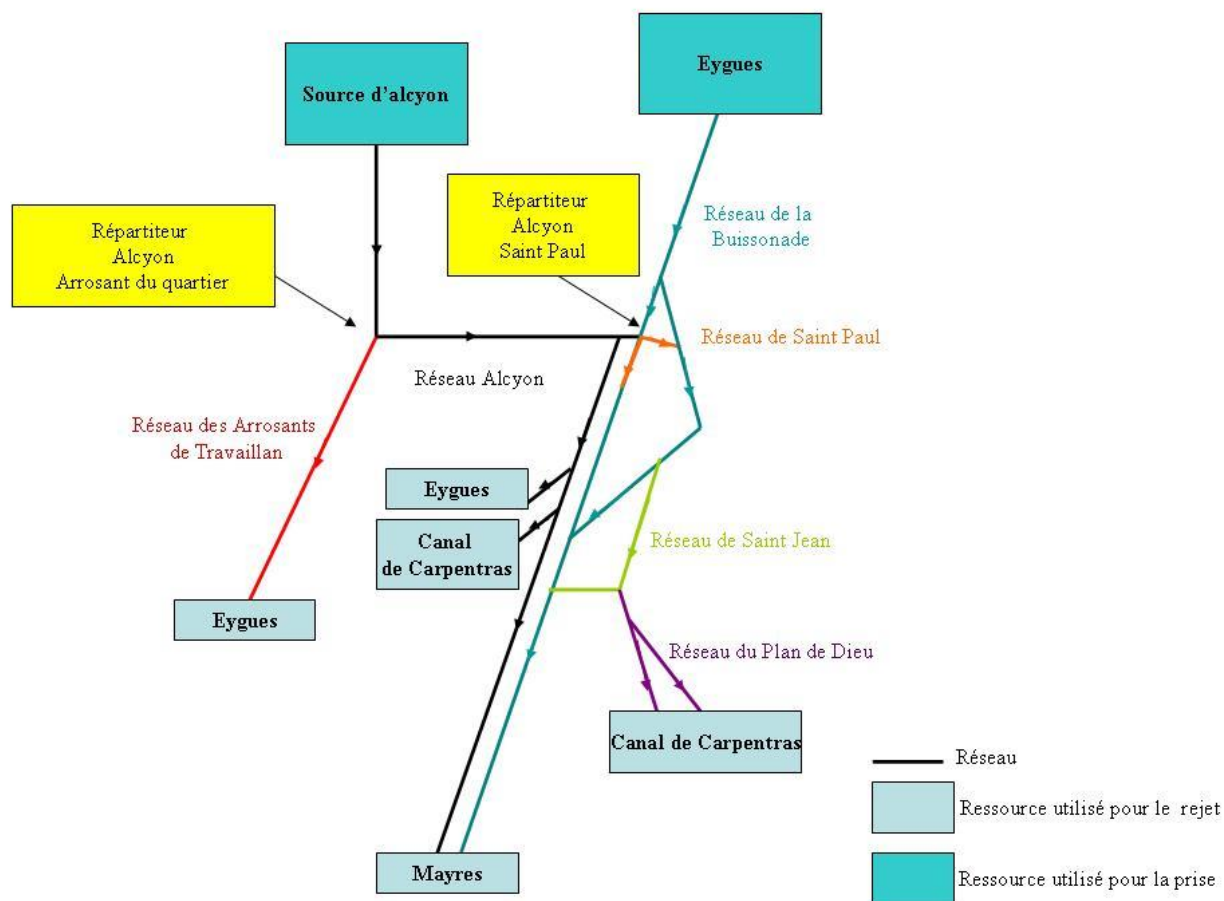 Source d'alcyon
Eygues
Répartiteur
Alcyon
Arrosant du quartier
Répartiteur
Alcyon
Saint Paul
Réseau de la
Buissonade
Réseau de Saint Paul
Réseau Alcyon
Réseau des Arrosants
de Travaillan
Eygues
Canal
de Carpentras
Réseau de Saint Jean
Eygues
Réseau du Plan de Dieu
Canal de Carpentras
Réseau
Ressource utilisé pour le rejet
Mayres
Ressource utilisé pour la prise